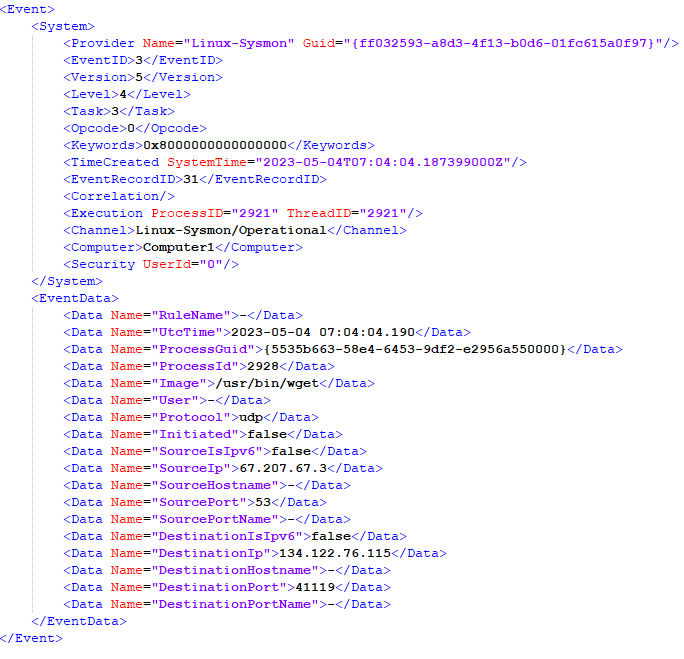 <Event>
<System>
<Provider Name="Linux-Sysmon" Guid="{ff032593-a8d3-4f13-b0d6-01fc615a0f97}"/>
<EventID>3</EventID>
<Version>5</Version>
<Level>4</Level>
<Task>3</Task>
<Opcode>0</Opcode>
<Keywords>0x8000000000000000</Keywords>
<TimeCreated SystemTime="2023-05-04T07:04:04.187399000Z"/>
<EventRecordID>31</EventRecordID>
<Correlation/>
<Execution ProcessID="2921" ThreadID="2921"/>
<Channel>Linux-Sysmon/Operational</Channel>
<Computer>Computer1</Computer>
<Security UserId="0"/>
</System>
<EventData>
<Data Name="RuleName">-</Data>
<Data Name="UtcTime">2023-05-04 07:04:04.190</Data>
<Data Name="ProcessGuid">{5535b663-58e4-6453-9df2-e2956a550000}</Data>
<Data Name="ProcessId">2928</Data>
<Data Name="Image">/usr/bin/wget</Data>
<Data Name="User">-</Data>
<Data Name="Protocol">udp</Data>
<Data Name="Initiated">false</Data>
<Data Name="SourceIsIpv6">false</Data>
<Data Name="SourceIp">67.207.67.3</Data>
<Data Name="SourceHostname">-</Data>
<Data Name="SourcePort">53</Data>
<Data Name="SourcePortName">-</Data>
<Data Name="DestinationIsIpv6">false</Data>
<Data Name="DestinationIp">134.122.76.115</Data>
<Data Name="DestinationHostname">-</Data>
<Data Name="DestinationPort">41119</Data>
<Data Name="DestinationPortName">-</Data>
</EventData>
</Event>